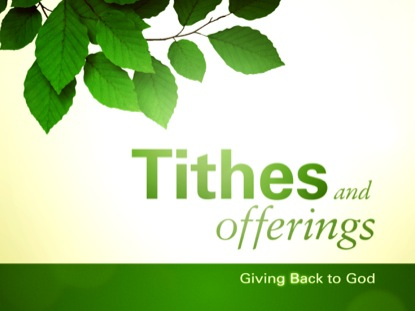 Tithes and
offerings
Giving Back to God